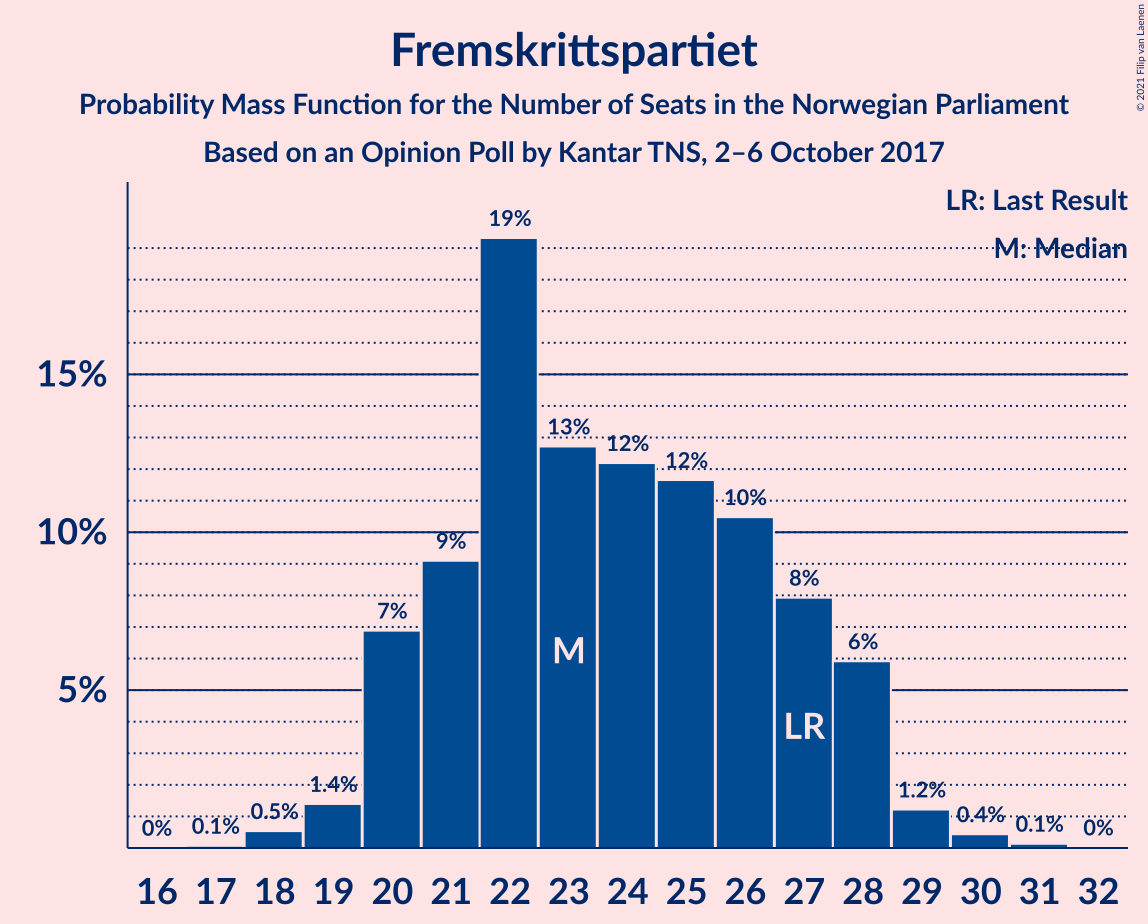 Fremskrittspartiet
Probability Mass Function for the Number of Seats in the Norwegian Parliament
Based on an Opinion Poll by Kantar TNS, 2–6 October 2017
© 2021 Filip van Laenen
LR: Last Result
M: Median
15%
10%
5%
0%
0.1%
0.5%
1.4%
7%
9%
19%
13%
12%
12%
10%
8%
6%
1.2%
0.4%
0.1%
0%
M
LR
16 17 18 19 20 21 22 23 24 25 26 27 28 29 30 31 32